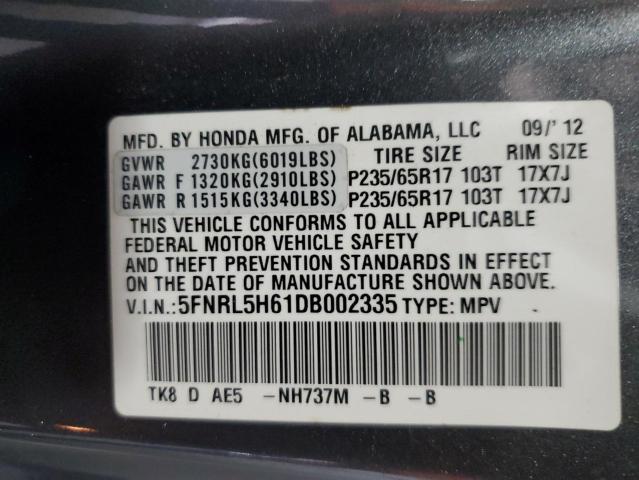 MFD. BY HONDA MFG. OF ALABAMA, LLC 09/'12
GVWR 2730KG(6019LBS) TIRE SIZE RIM SIZE
GAWR F 1320KG(2910LBS) P235/65R17 103T 17X7J
GAWR R 1515KG(3340LBS) P235/65R17 103T 17X7J
THIS VEHICLE CONFORMS TO ALL APPLICABLE
FEDERAL MOTOR VEHICLE SAFETY
AND THEFT PREVENTION STANDARDS IN EFFECT
ON THE DATE OF MANUFACTURE SHOWN ABOVE.
V.I.N.:5FNRL5H61DB002335 TYPE: MPV
TK8 D AE5 -NH737M -B -B